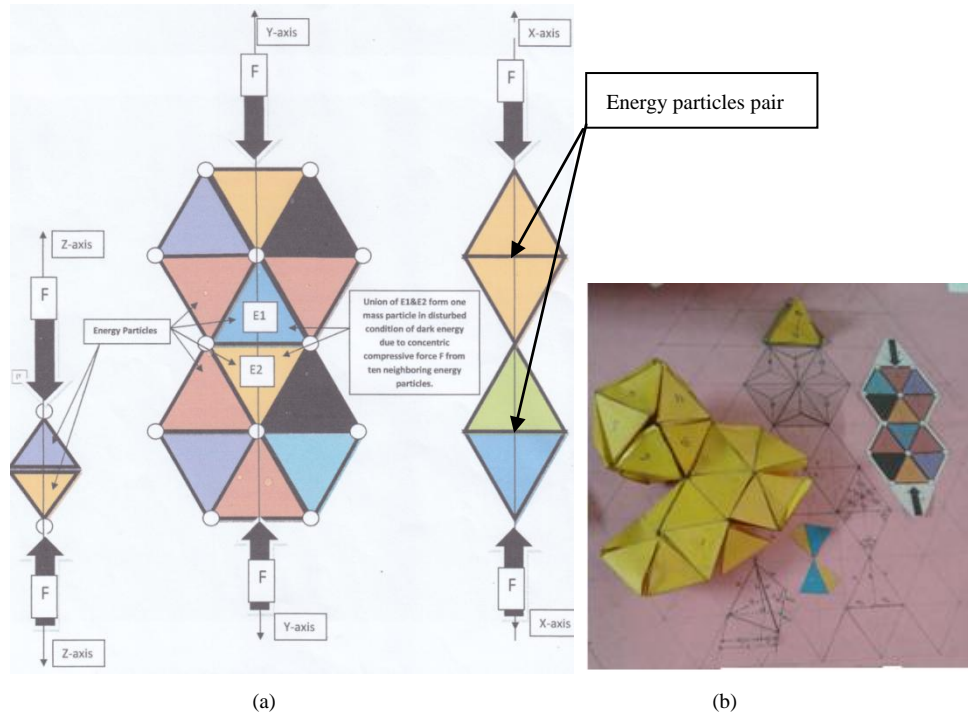 Y-axis
X-axis
F
F
Energy particles pair
Z-axis
F
Energy Particles
E1
E2
Union of E1&E2 form one
mass particle in disturbed
condition of dark energy
due to concentric
compressive force F from
ten neighboring energy
particles.
F
F
F
Z-axis
Y-axis
X-axis
(a)
(b)